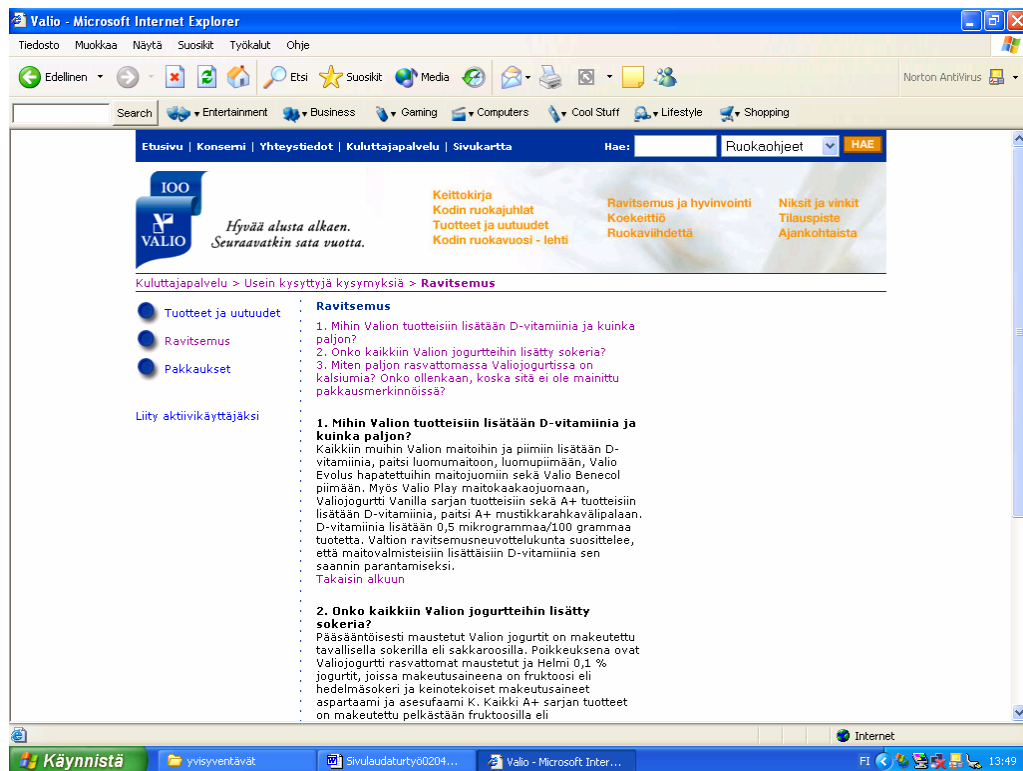 Valio - Microsoft Internet Explorer
Tiedosto Muokkaa Näytä Suosikit Työkalut Ohje
Edellinen Etsi Suosikit Media Norton AntiVirus
Search Entertainment Business Gaming Computers Cool Stuff Lifestyle Shopping
Etusivu | Konserni | Yhteystiedot | Kuluttajapalvelu | Sivukartta Hae: Ruokaohjeet HAE
100
VALIO
Hyvää alusta alkaen.
Seuraavatkin sata vuotta.
Keittokirja
Kodin ruokajuhlat
Tuotteet ja uutuudet
Kodin ruokavuosi - lehti
Ravitsemus ja hyvinvointi
Koekeittiö
Ruokaviihdettä
Niksit ja vinkit
Tilauspiste
Ajankohtaista
Kuluttajapalvelu > Usein kysyttyjä kysymyksiä > Ravitsemus
Tuotteet ja uutuudet
Ravitsemus
Pakkaukset
Liity aktiivikäyttäjäksi
Ravitsemus
1. Mihin Valion tuotteisiin lisätään D-vitamiinia ja kuinka
paljon?
2. Onko kaikkiin Valion jogurtteihin lisätty sokeria?
3. Miten paljon rasvattomassa Valiojogurtissa on
kalsiumia? Onko ollenkaan, koska sitä ei ole mainittu
pakkausmerkinnöissä?
1. Mihin Valion tuotteisiin lisätään D-vitamiinia ja
kuinka paljon?
Kaikkiin muihin Valion maitoihin ja piimiin lisätään D-
vitamiinia, paitsi luomumaitoon, luomupiimään, Valio
Evolus hapatettuihin maitojuomiin sekä Valio Benecol
piimään. Myös Valio Play maitokaakaojuomaan,
Valiojogurtti Vanilla sarjan tuotteisiin sekä A+ tuotteisiin
lisätään D-vitamiinia, paitsi A+ mustikkarahkavälipalaan.
D-vitamiinia lisätään 0,5 mikrogrammaa/100 grammaa
tuotetta. Valtion ravitsemusneuvottelukunta suosittelee,
että maitovalmisteisiin lisättäisiin D-vitamiinia sen
saannin parantamiseksi.
Takaisin alkuun
2. Onko kaikkiin Valion jogurtteihin lisätty
sokeria?
Pääsääntöisesti maustetut Valion jogurtit on makeutettu
tavallisella sokerilla eli sakkaroosilla. Poikkeuksena ovat
Valiojogurtti rasvattomat maustetut ja Helmi 0,1 %
jogurtit, joissa makeutusaineena on fruktoosi eli
hedelmäsokeri ja keinotekoiset makeutusaineet
aspartaami ja asesufaami K. Kaikki A+ sarjan tuotteet
on makeutettu pelkästään fruktoosilla eli
Internet
Käynnistä yvisyventävät Sivulaudaturtyö0204... Valio - Microsoft Inter... FI 13:49